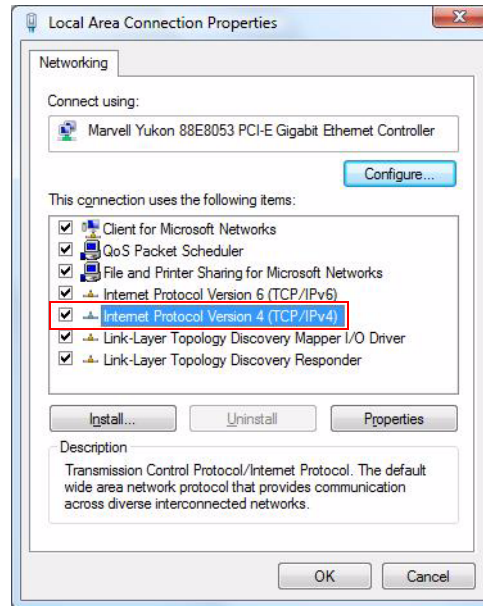 Local Area Connection Properties
Networking
Connect using:
Marvell Yukon 88E8053 PCI-E Gigabit Ethernet Controller
Configure...
This connection uses the following items:
Client for Microsoft Networks
QoS Packet Scheduler
File and Printer Sharing for Microsoft Networks
Internet Protocol Version 6 (TCP/IPv6)
Internet Protocol Version 4 (TCP/IPv4)
Link-Layer Topology Discovery Mapper I/O Driver
Link-Layer Topology Discovery Responder
Install... Uninstall Properties
Description
Transmission Control Protocol/Internet Protocol. The default
wide area network protocol that provides communication
across diverse interconnected networks.
OK Cancel